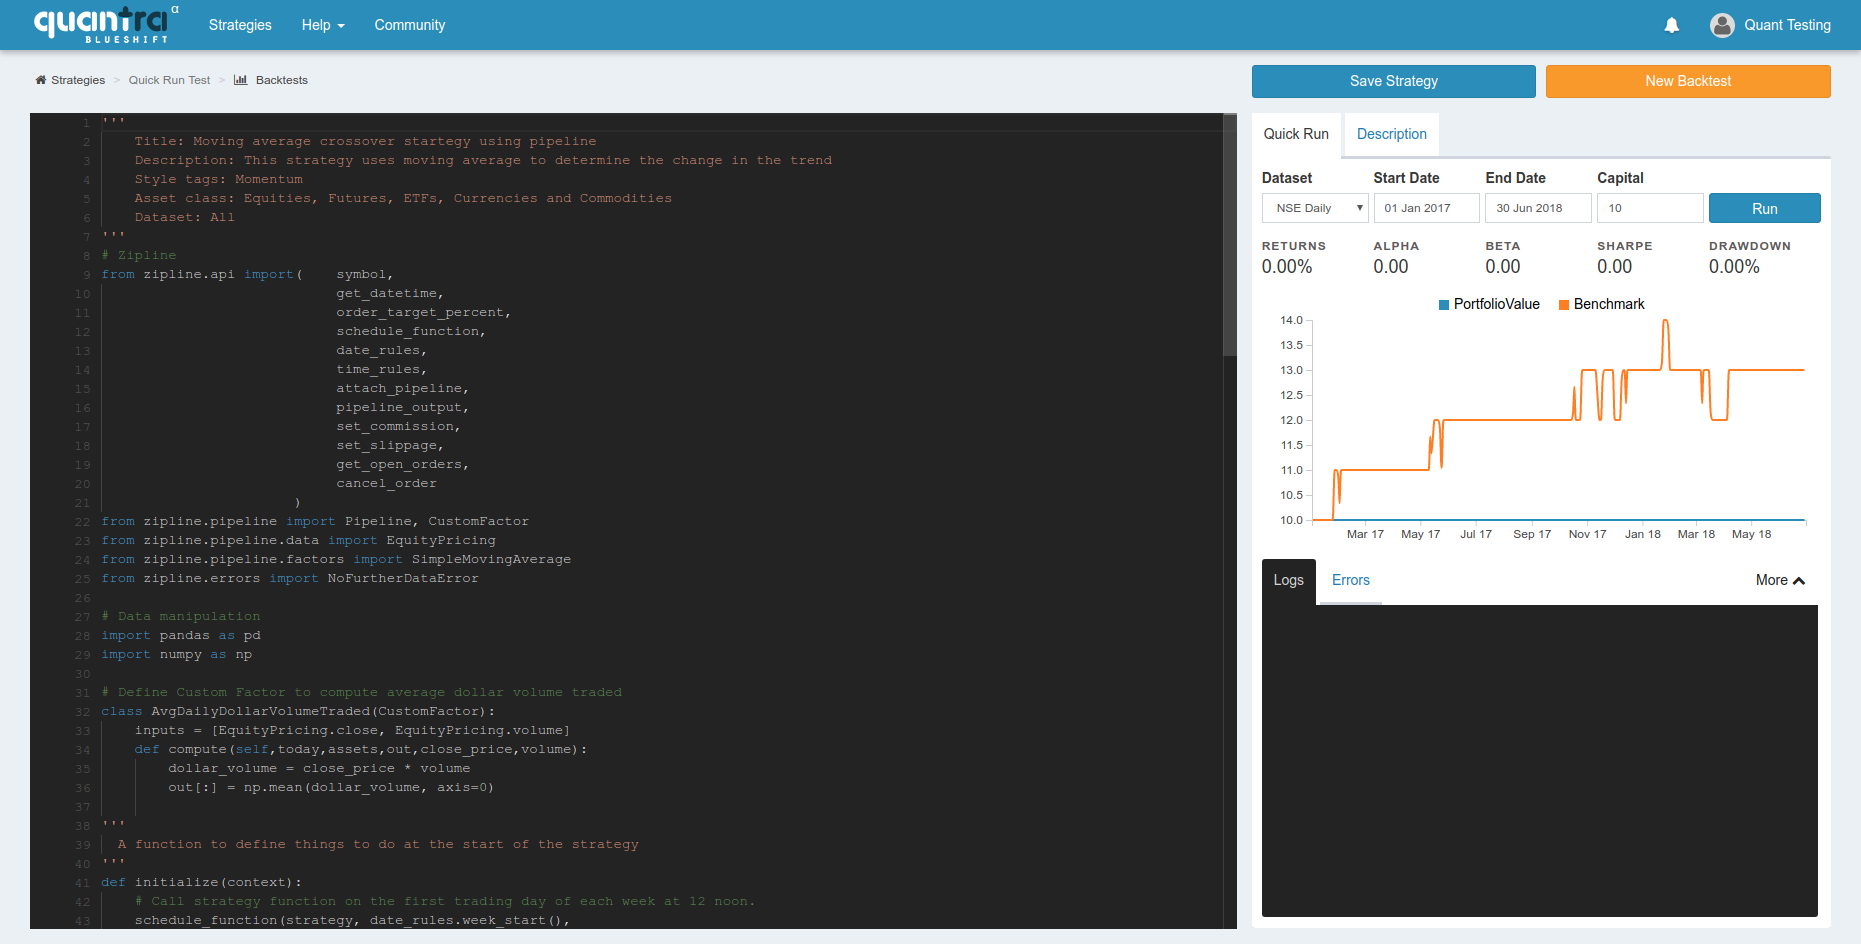 quantra α
BLUESHIFT
Strategies
Help
Community
Quant Testing
Strategies > Quick Run Test > Backtests
Save Strategy
New Backtest
1 '''
2 Title: Moving average crossover startegy using pipeline
3 Description: This strategy uses moving average to determine the change in the trend
4 Style tags: Momentum
5 Asset class: Equities, Futures, ETFs, Currencies and Commodities
6 Dataset: All
7 '''
8 # Zipline
9 from zipline.api import( symbol,
10 get_datetime,
11 order_target_percent,
12 schedule_function,
13 date_rules,
14 time_rules,
15 attach_pipeline,
16 pipeline_output,
17 set_commission,
18 set_slippage,
19 get_open_orders,
20 cancel_order
21 )
22 from zipline.pipeline import Pipeline, CustomFactor
23 from zipline.pipeline.data import EquityPricing
24 from zipline.pipeline.factors import SimpleMovingAverage
25 from zipline.errors import NoFurtherDataError
26
27 # Data manipulation
28 import pandas as pd
29 import numpy as np
30
31 # Define Custom Factor to compute average dollar volume traded
32 class AvgDailyDollarVolumeTraded(CustomFactor):
33 inputs = [EquityPricing.close, EquityPricing.volume]
34 def compute(self,today,assets,out,close_price,volume):
35 dollar_volume = close_price * volume
36 out[:] = np.mean(dollar_volume, axis=0)
37
38 '''
39 A function to define things to do at the start of the strategy
40 '''
41 def initialize(context):
42 # Call strategy function on the first trading day of each week at 12 noon.
43 schedule_function(strategy, date_rules.week_start(),
Quick Run
Description
Dataset Start Date End Date Capital
NSE Daily 01 Jan 2017 30 Jun 2018 10 Run
RETURNS ALPHA BETA SHARPE DRAWDOWN
0.00% 0.00 0.00 0.00 0.00%
PortfolioValue Benchmark
14.0
13.5
13.0
12.5
12.0
11.5
11.0
10.5
10.0
Mar 17 May 17 Jul 17 Sep 17 Nov 17 Jan 18 Mar 18 May 18
Logs Errors More